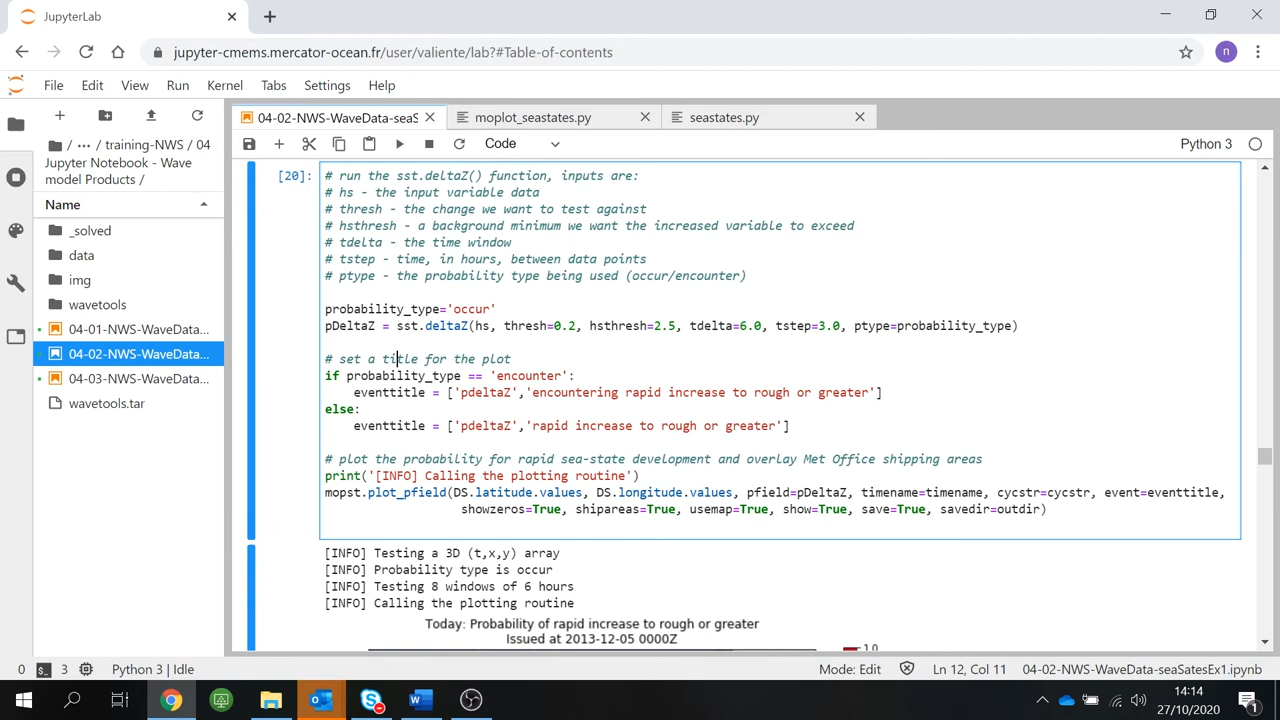 JupyterLab
jupyter-cmems.mercator-ocean.fr/user/valiente/lab?#Table-of-contents
n
File Edit View Run Kernel Tabs Settings Help
/ ··· / training-NWS / 04
Jupyter Notebook - Wave
model Products /
Name
_solved
data
img
wavetools
04-01-NWS-WaveData...
04-02-NWS-WaveData...
04-03-NWS-WaveData...
wavetools.tar
04-02-NWS-WaveData-seaS
moplot_seastates.py
seastates.py
Code
Python 3
[20]:
# run the sst.deltaZ() function, inputs are:
# hs - the input variable data
# thresh - the change we want to test against
# hsthresh - a background minimum we want the increased variable to exceed
# tdelta - the time window
# tstep - time, in hours, between data points
# ptype - the probability type being used (occur/encounter)
probability_type='occur'
pDeltaZ = sst.deltaZ(hs, thresh=0.2, hsthresh=2.5, tdelta=6.0, tstep=3.0, ptype=probability_type)
# set a title for the plot
if probability_type == 'encounter':
eventtitle = ['pdeltaZ','encountering rapid increase to rough or greater']
else:
eventtitle = ['pdeltaZ','rapid increase to rough or greater']
# plot the probability for rapid sea-state development and overlay Met Office shipping areas
print('[INFO] Calling the plotting routine')
mopst.plot_pfield(DS.latitude.values, DS.longitude.values, pfield=pDeltaZ, timename=timename, cycstr=cycstr, event=eventtitle,
showzeros=True, shipareas=True, usemap=True, show=True, save=True, savedir=outdir)
[INFO] Testing a 3D (t,x,y) array
[INFO] Probability type is occur
[INFO] Testing 8 windows of 6 hours
[INFO] Calling the plotting routine
Today: Probability of rapid increase to rough or greater
Issued at 2013-12-05 0000Z
1.0
0 3 Python 3 | Idle
Mode: Edit Ln 12, Col 11 04-02-NWS-WaveData-seaSatesEx1.ipynb
14:14
27/10/2020
1